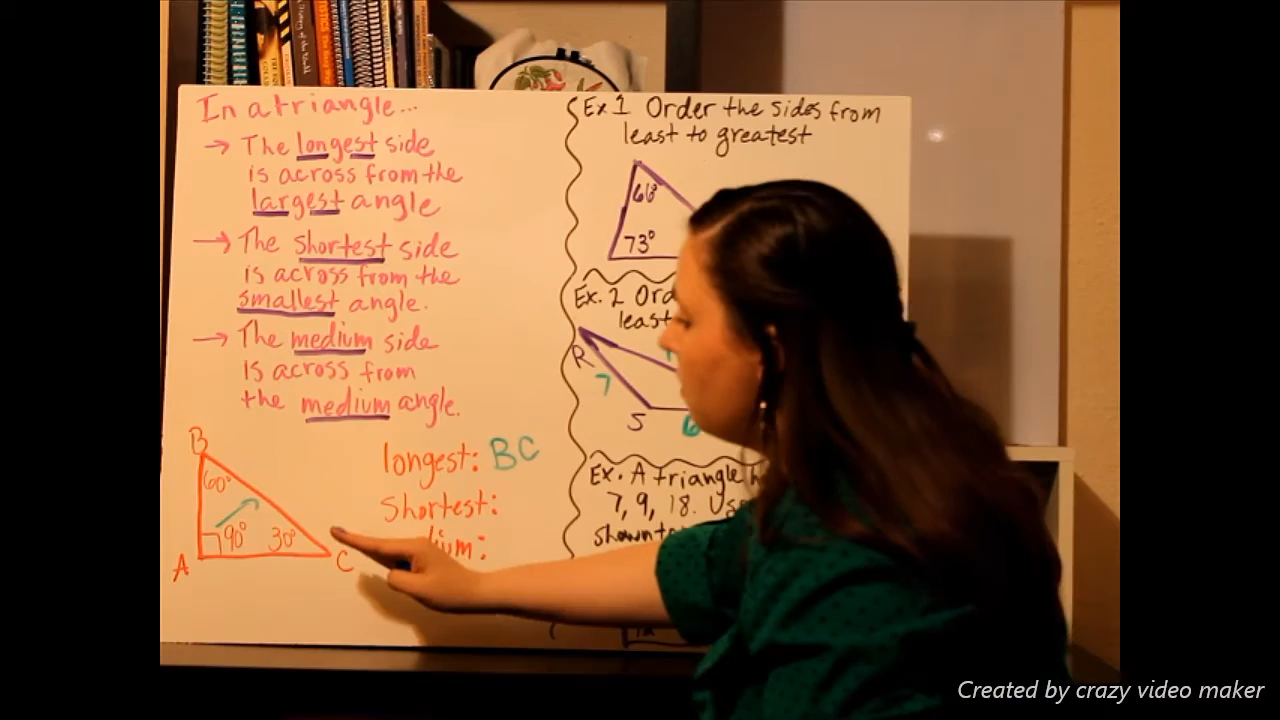 In a triangle...
→ The longest side
is across from the
largest angle
→ The shortest side
is across from the
smallest angle.
→ The medium side
is across from
the medium angle.
B
60°
90°
30°
A
C
longest: BC
Shortest:
dium:
Ex 1 Order the sides from
least to greatest
66°
73°
Ex. 2 Ord
least
R
7
S
6
Ex. A triangle h
7, 9, 18. Us
shown to
Created by crazy video maker